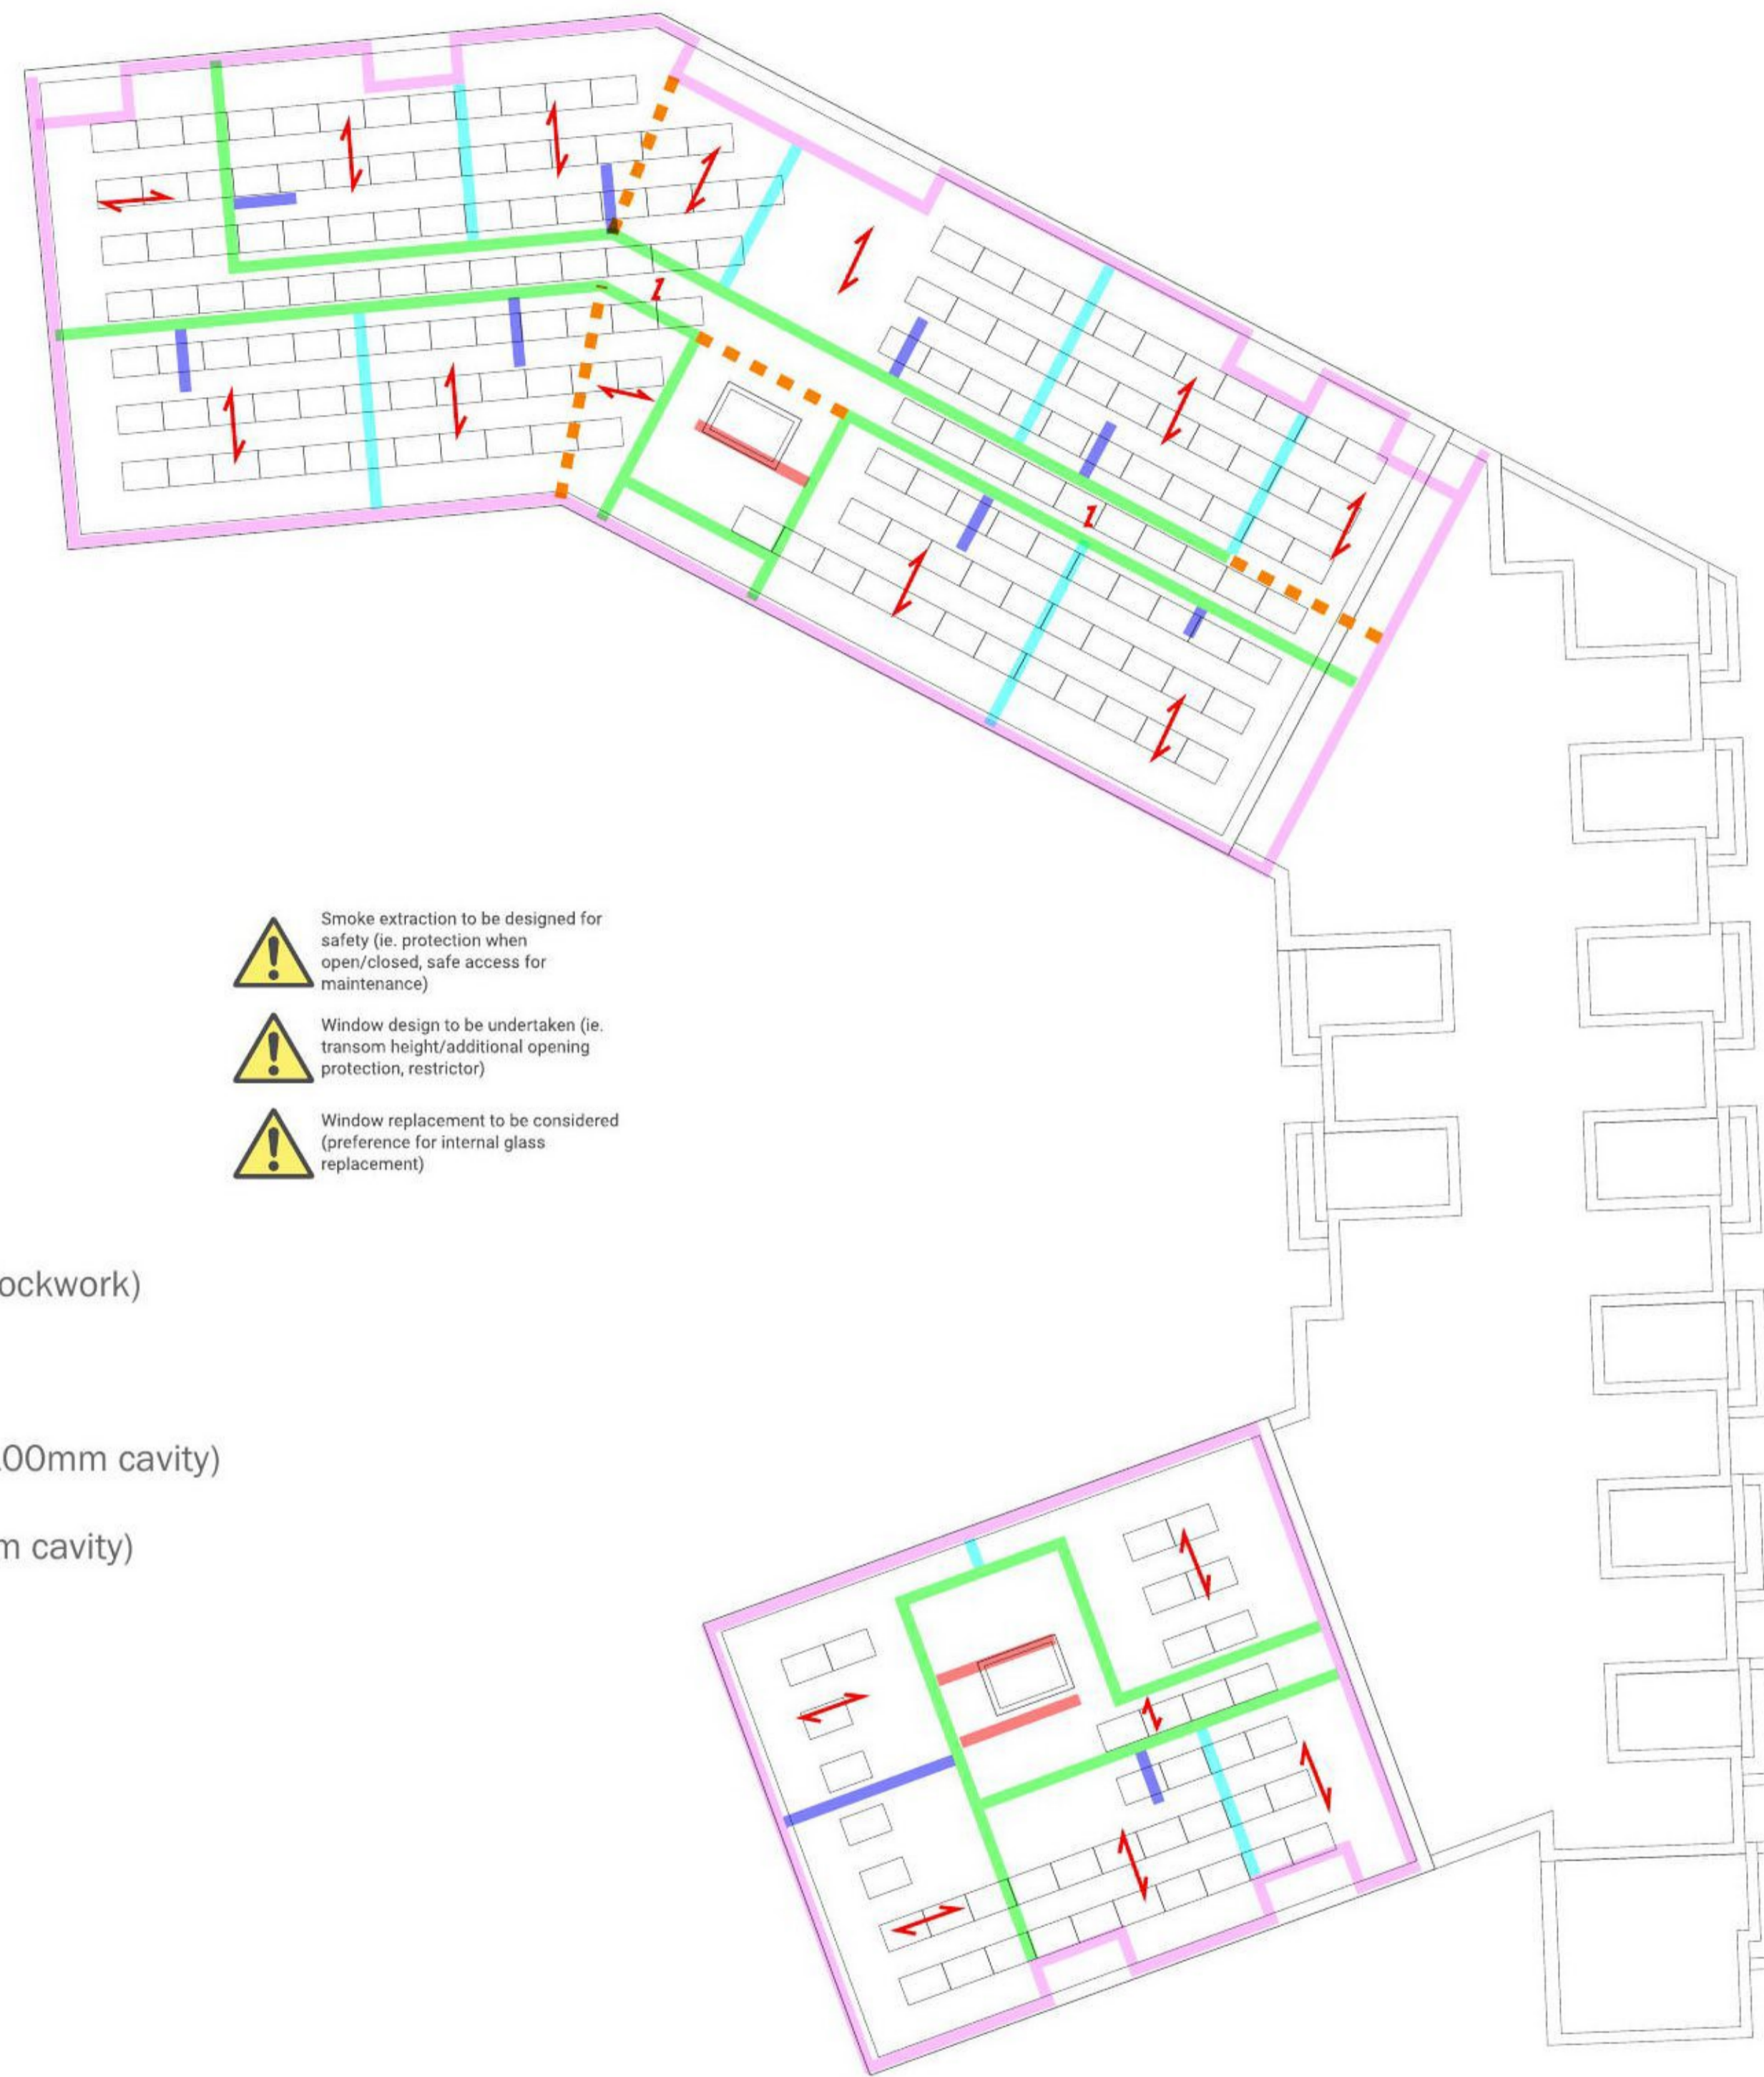 Smoke extraction to be designed for
safety (ie. protection when
open/closed, safe access for
maintenance)
Window design to be undertaken (ie.
transom height/additional opening
protection, restrictor)
Window replacement to be considered
(preference for internal glass
replacement)
ockwork)
00mm cavity)
m cavity)